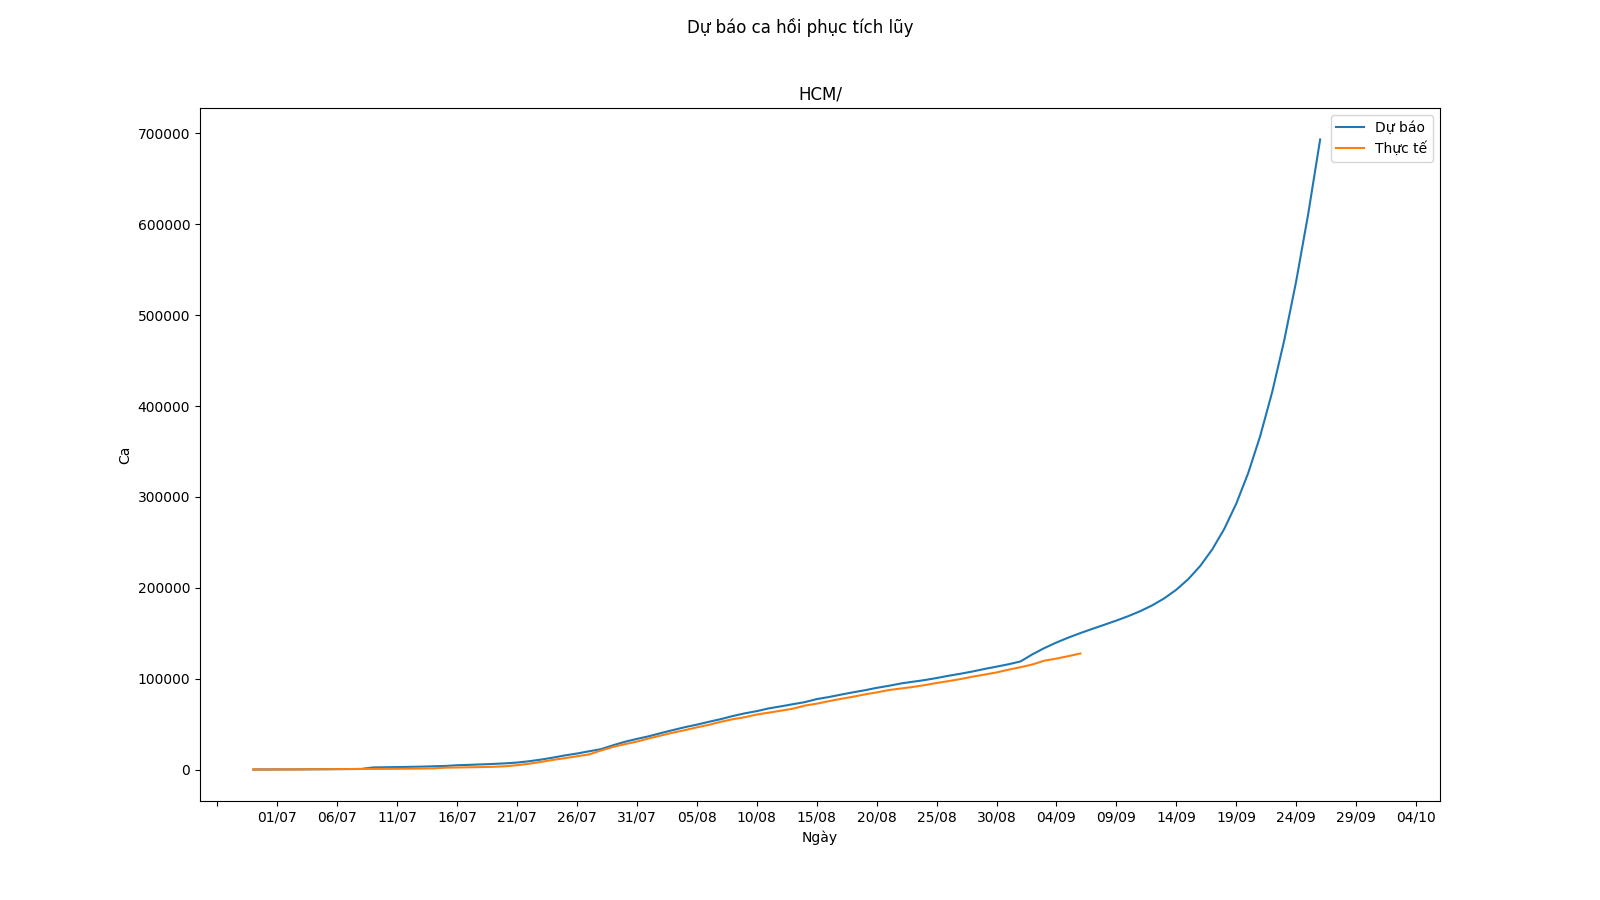 Dự báo ca hồi phục tích lũy
HCM/
Dự báo
Thực tế
700000
600000
500000
400000
300000
200000
100000
0
Ca
01/07 06/07 11/07 16/07 21/07 26/07 31/07 05/08 10/08 15/08 20/08 25/08 30/08 04/09 09/09 14/09 19/09 24/09 29/09 04/10
Ngày